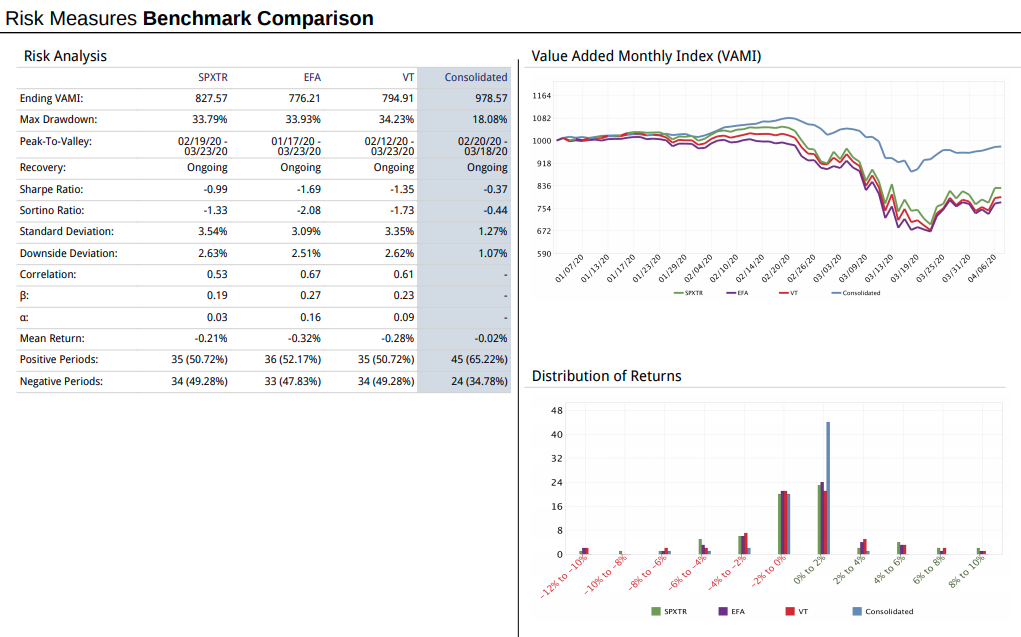 Risk Measures Benchmark Comparison
Risk Analysis
SPXTR EFA VT Consolidated
Ending VAMI: 827.57 776.21 794.91 978.57
Max Drawdown: 33.79% 33.93% 34.23% 18.08%
Peak-To-Valley: 02/19/20 - 01/17/20 - 02/12/20 - 02/20/20 -
03/23/20 03/23/20 03/23/20 03/18/20
Recovery: Ongoing Ongoing Ongoing Ongoing
Sharpe Ratio: -0.99 -1.69 -1.35 -0.37
Sortino Ratio: -1.33 -2.08 -1.73 -0.44
Standard Deviation: 3.54% 3.09% 3.35% 1.27%
Downside Deviation: 2.63% 2.51% 2.62% 1.07%
Correlation: 0.53 0.67 0.61 -
β: 0.19 0.27 0.23 -
α: 0.03 0.16 0.09 -
Mean Return: -0.21% -0.32% -0.28% -0.02%
Positive Periods: 35 (50.72%) 36 (52.17%) 35 (50.72%) 45 (65.22%)
Negative Periods: 34 (49.28%) 33 (47.83%) 34 (49.28%) 24 (34.78%)
Value Added Monthly Index (VAMI)
1164
1082
1000
918
836
754
672
590
01/07/20 01/13/20 01/17/20 01/23/20 01/29/20 02/04/20 02/10/20 02/14/20 02/20/20 02/26/20 03/03/20 03/09/20 03/13/20 03/19/20 03/25/20 03/31/20 04/06/20
SPXTR EFA VT Consolidated
Distribution of Returns
48
40
32
24
16
8
0
−12% to −10% −10% to −8% −8% to −6% −6% to −4% −4% to −2% −2% to 0% 0% to 2% 2% to 4% 4% to 6% 6% to 8% 8% to 10%
SPXTR EFA VT Consolidated